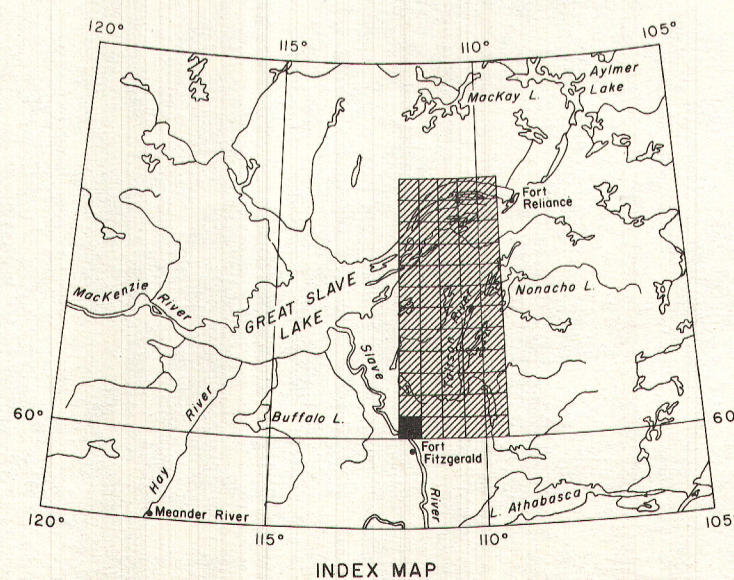 120°
115°
110°
105°
Aylmer
Lake
MacKay L.
Fort
Reliance
MacKenzie
River
GREAT SLAVE
LAKE
Nonacho L.
Slave
River
60°
60
Buffalo L.
Hay
River
Fort
Fitzgerald
L. Athabasca
Meander River
120°
115°
110°
105
INDEX MAP